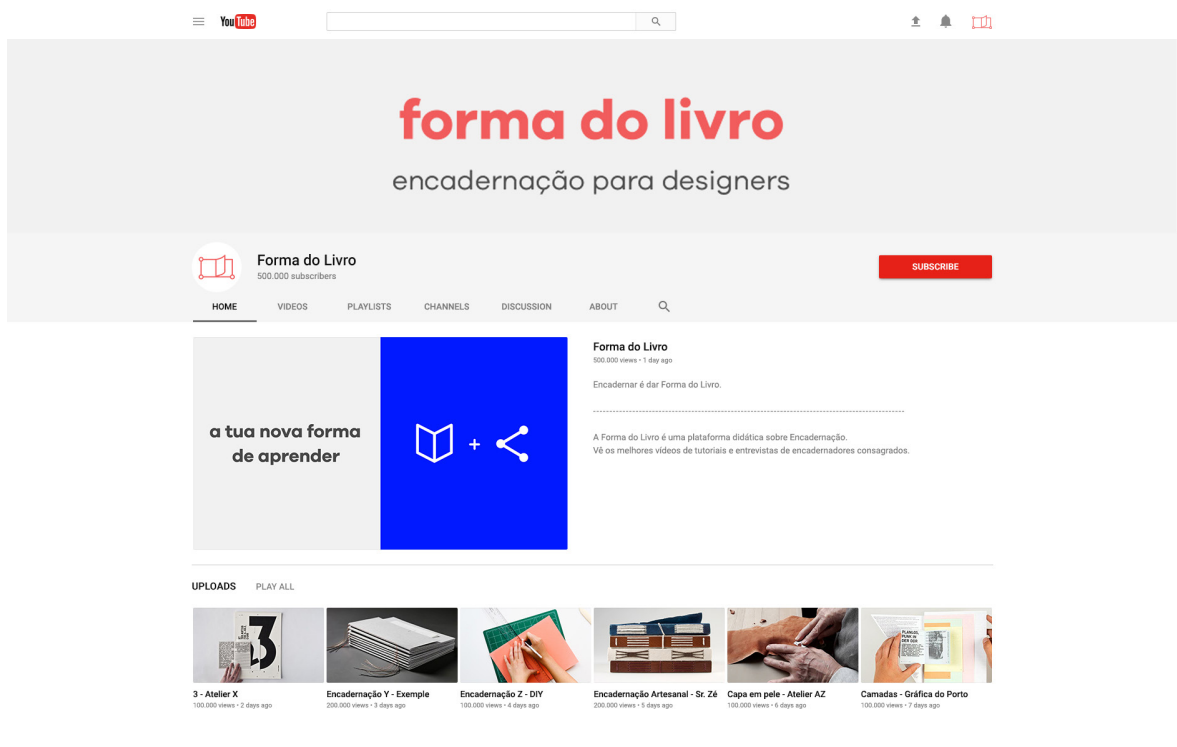 YouTube
forma do livro
encadernação para designers
Forma do Livro
500.000 subscribers
SUBSCRIBE
HOME VIDEOS PLAYLISTS CHANNELS DISCUSSION ABOUT
a tua nova forma
de aprender
+
Forma do Livro
500.000 views • 1 day ago
Encadernar é dar Forma do Livro.
A Forma do Livro é uma plataforma didática sobre Encadernação.
Vê os melhores vídeos de tutoriais e entrevistas de encadernadores consagrados.
UPLOADS PLAY ALL
3
PLANLOS,
PUNK IN
DER DDR
3 - Atelier X
100.000 views • 2 days ago
Encadernação Y - Exemple
200.000 views • 3 days ago
Encadernação Z - DIY
100.000 views • 4 days ago
Encadernação Artesanal - Sr. Zé
200.000 views • 5 days ago
Capa em pele - Atelier AZ
100.000 views • 6 days ago
Camadas - Gráfica do Porto
100.000 views • 7 days ago